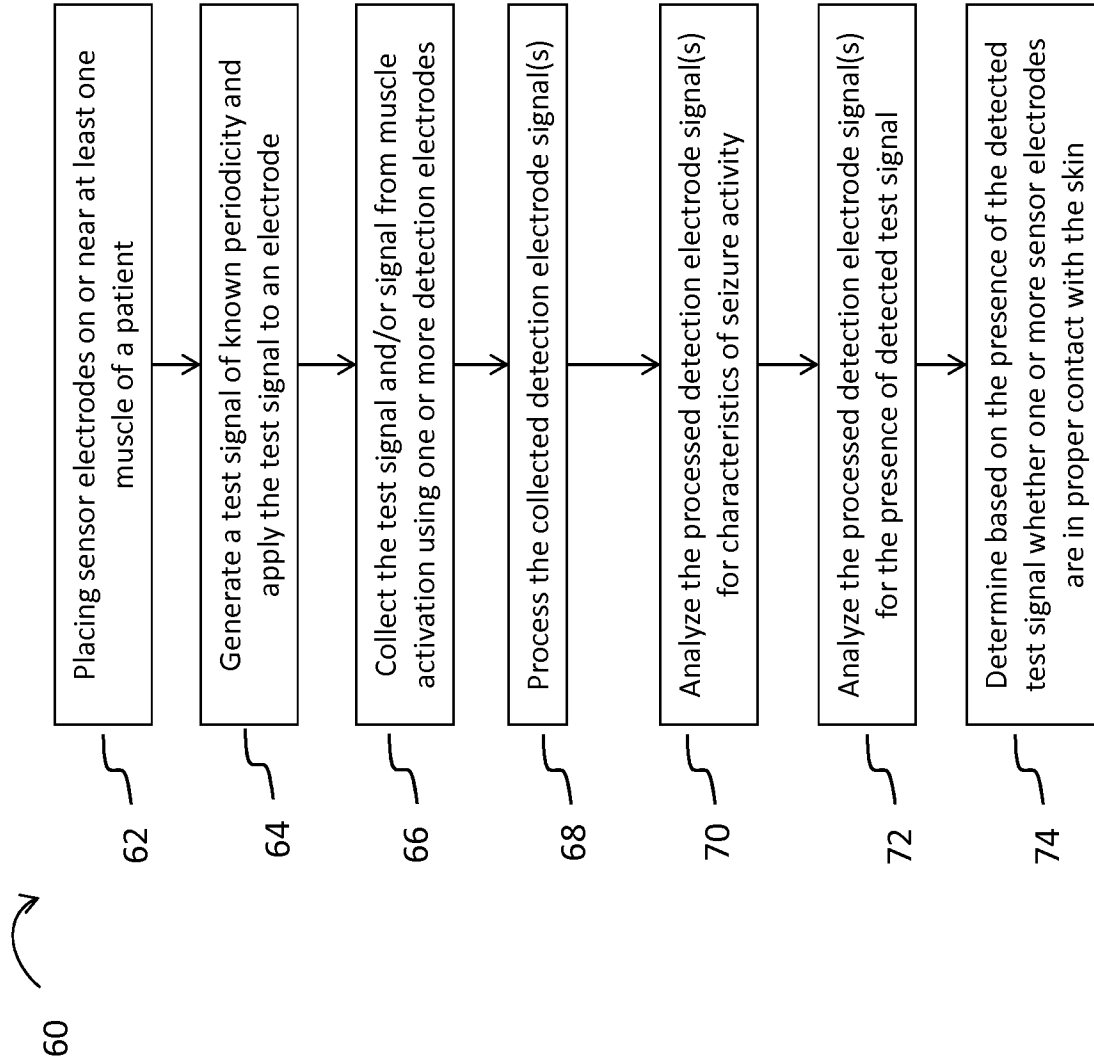 60
62
Placing sensor electrodes on or near at least one
muscle of a patient
64
Generate a test signal of known periodicity and
apply the test signal to an electrode
66
Collect the test signal and/or signal from muscle
activation using one or more detection electrodes
68
Process the collected detection electrode signal(s)
70
Analyze the processed detection electrode signal(s)
for characteristics of seizure activity
72
Analyze the processed detection electrode signal(s)
for the presence of detected test signal
74
Determine based on the presence of the detected
test signal whether one or more sensor electrodes
are in proper contact with the skin